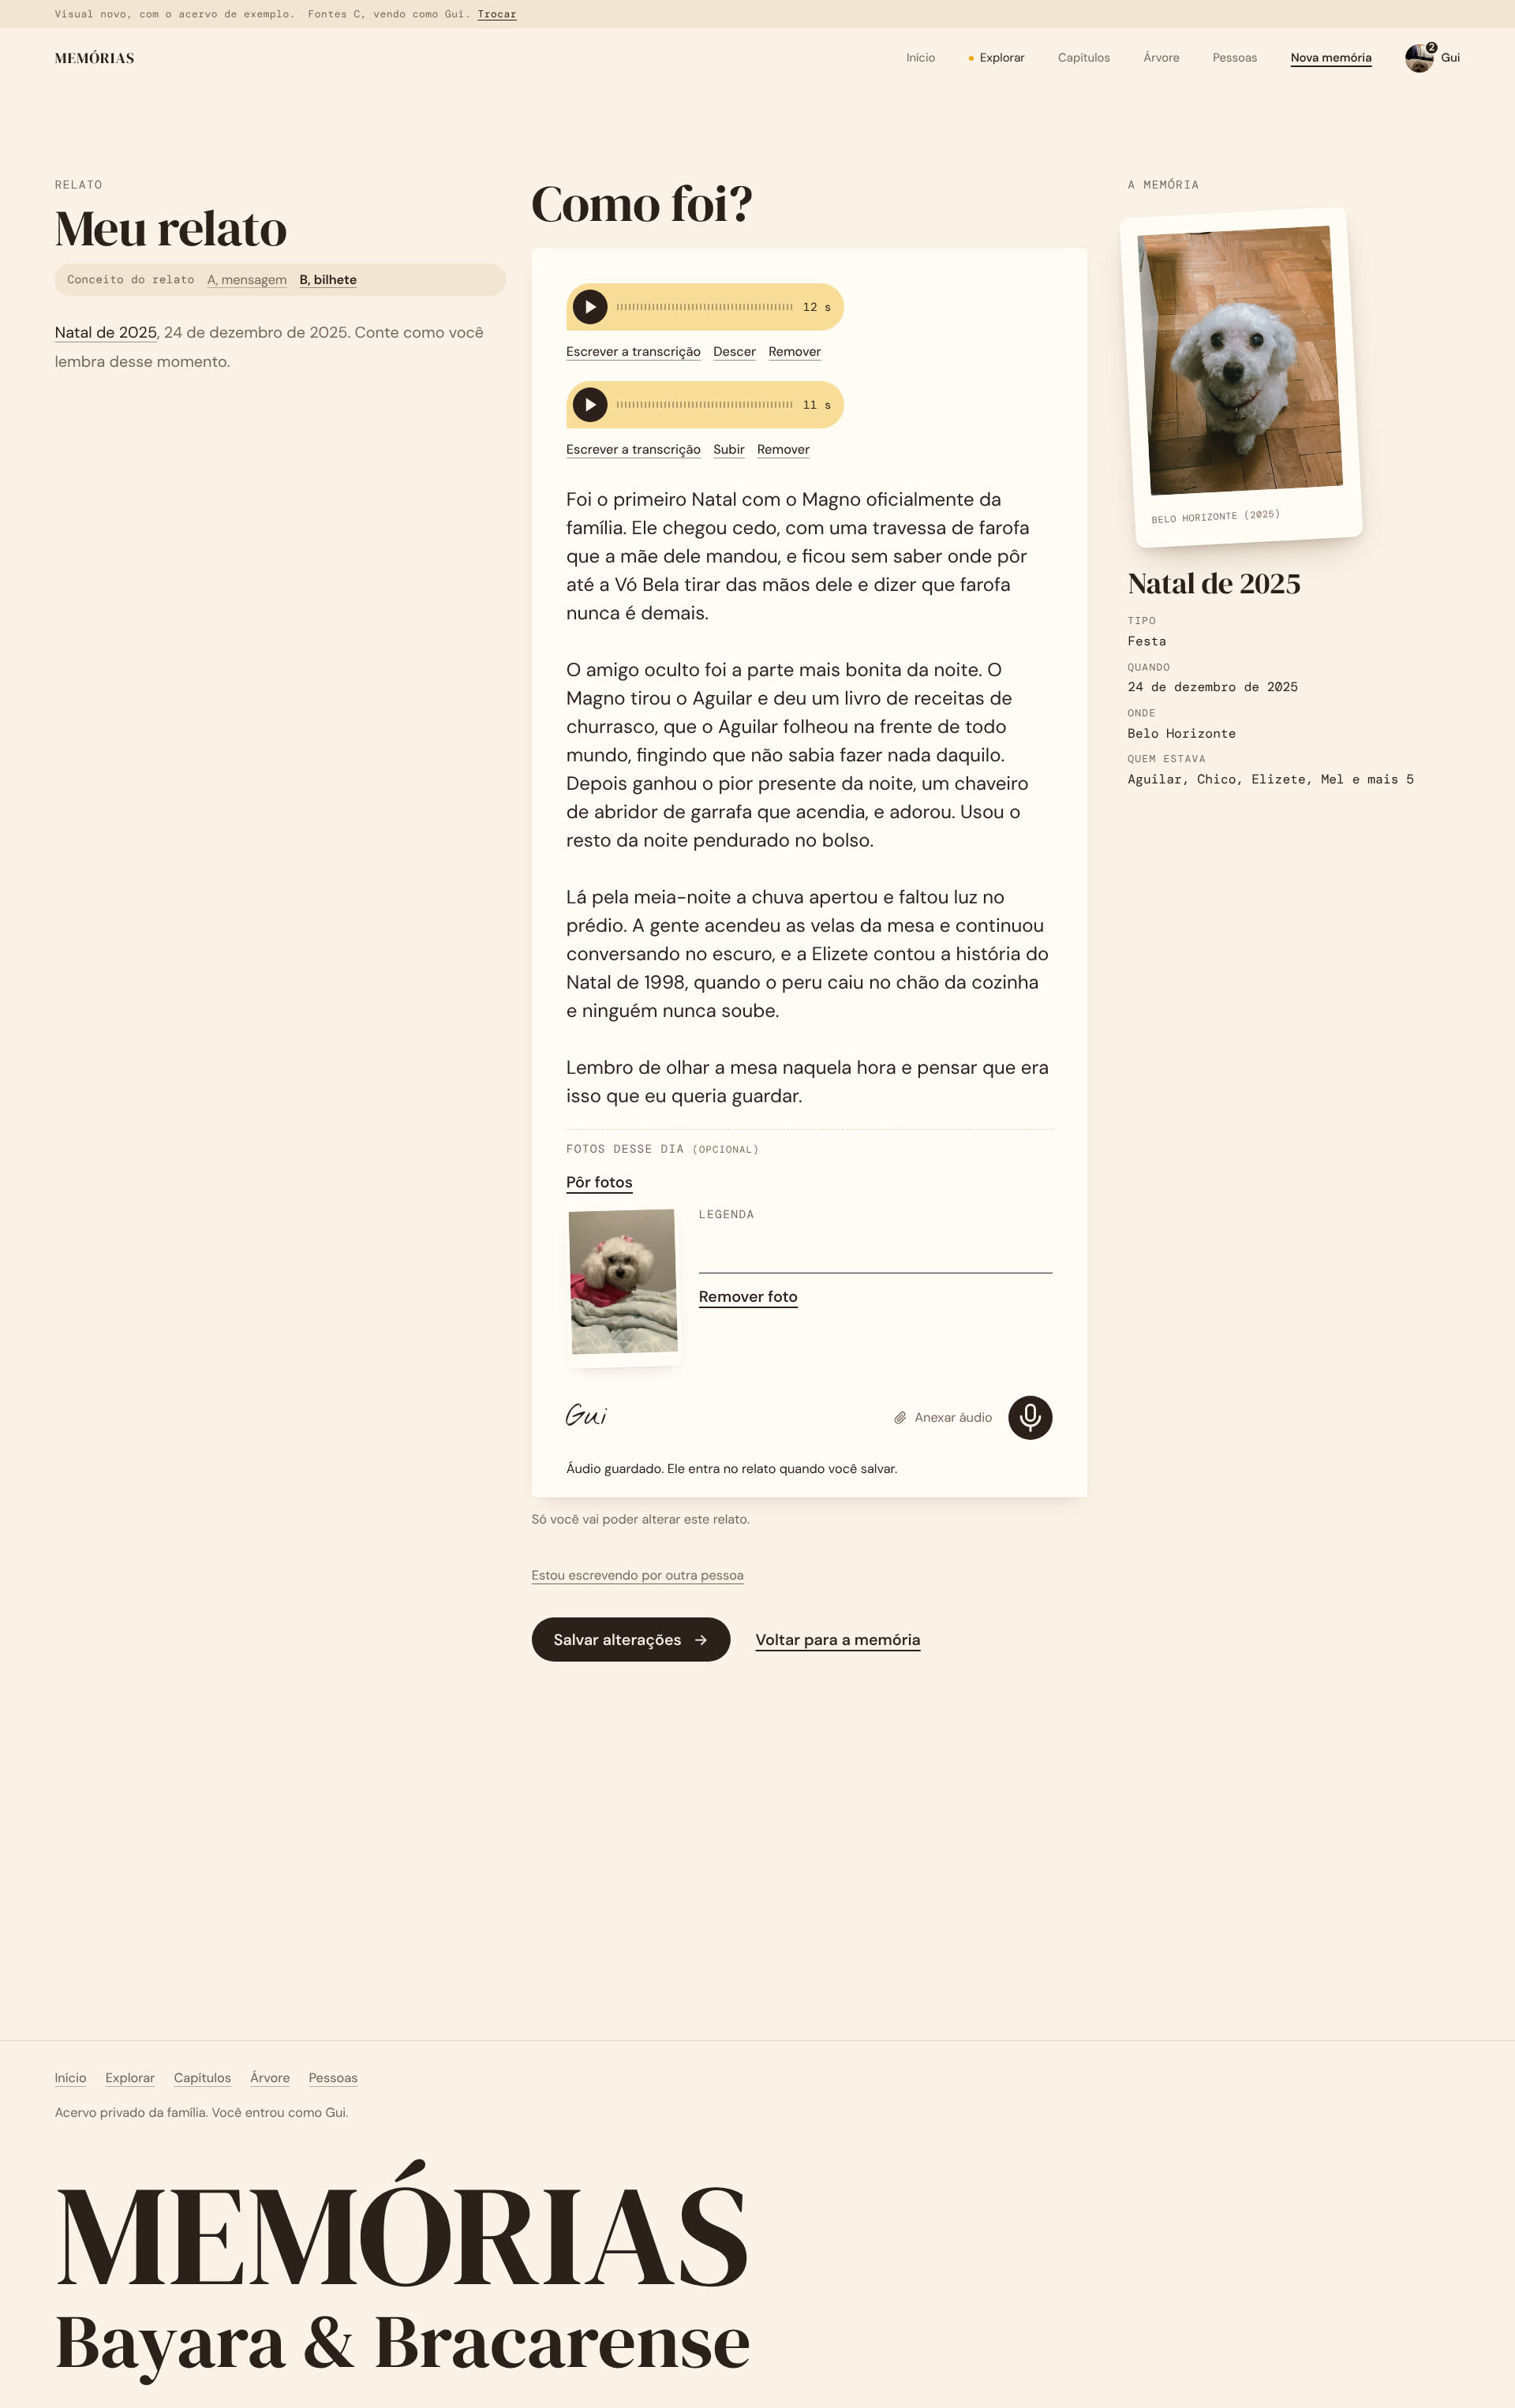 Visual novo, com o acervo de exemplo. Fontes C, vendo como Gui. Trocar
MEMÓRIAS
Início
Explorar
Capítulos
Árvore
Pessoas
Nova memória
2
Gui
RELATO
Meu relato
Conceito do relato A, mensagem B, bilhete
Natal de 2025, 24 de dezembro de 2025. Conte como você
lembra desse momento.
Como foi?
12 s
Escrever a transcrição Descer Remover
11 s
Escrever a transcrição Subir Remover
Foi o primeiro Natal com o Magno oficialmente da
família. Ele chegou cedo, com uma travessa de farofa
que a mãe dele mandou, e ficou sem saber onde pôr
até a Vó Bela tirar das mãos dele e dizer que farofa
nunca é demais.
O amigo oculto foi a parte mais bonita da noite. O
Magno tirou o Aguilar e deu um livro de receitas de
churrasco, que o Aguilar folheou na frente de todo
mundo, fingindo que não sabia fazer nada daquilo.
Depois ganhou o pior presente da noite, um chaveiro
de abridor de garrafa que acendia, e adorou. Usou o
resto da noite pendurado no bolso.
Lá pela meia-noite a chuva apertou e faltou luz no
prédio. A gente acendeu as velas da mesa e continuou
conversando no escuro, e a Elizete contou a história do
Natal de 1998, quando o peru caiu no chão da cozinha
e ninguém nunca soube.
Lembro de olhar a mesa naquela hora e pensar que era
isso que eu queria guardar.
FOTOS DESSE DIA (OPCIONAL)
Pôr fotos
LEGENDA
Remover foto
Gui
Anexar áudio
Áudio guardado. Ele entra no relato quando você salvar.
Só você vai poder alterar este relato.
Estou escrevendo por outra pessoa
Salvar alterações →
Voltar para a memória
A MEMÓRIA
BELO HORIZONTE (2025)
Natal de 2025
TIPO
Festa
QUANDO
24 de dezembro de 2025
ONDE
Belo Horizonte
QUEM ESTAVA
Aguilar, Chico, Elizete, Mel e mais 5
Início Explorar Capítulos Árvore Pessoas
Acervo privado da família. Você entrou como Gui.
MEMÓRIAS
Bayara & Bracarense